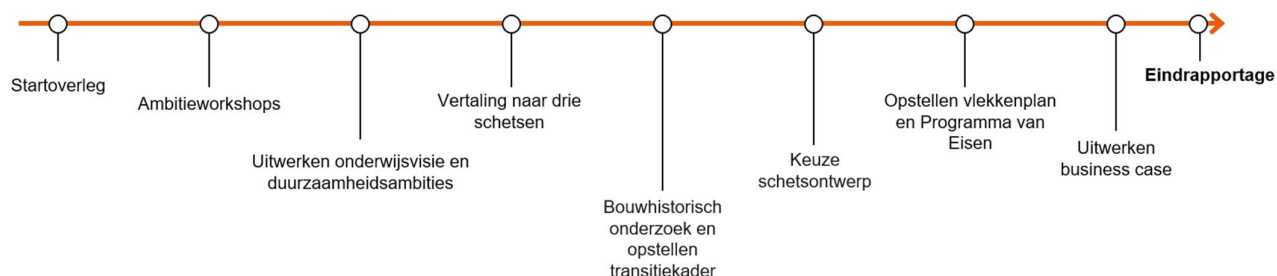 Startoverleg
Ambitieworkshops
Uitwerken onderwijsvisie en
duurzaamheidsambities
Vertaling naar drie
schetsen
Bouwhistorisch
onderzoek en
opstellen
transitiekader
Keuze
schetsontwerp
Opstellen vlekkenplan
en Programma van
Eisen
Uitwerken
business case
Eindrapportage